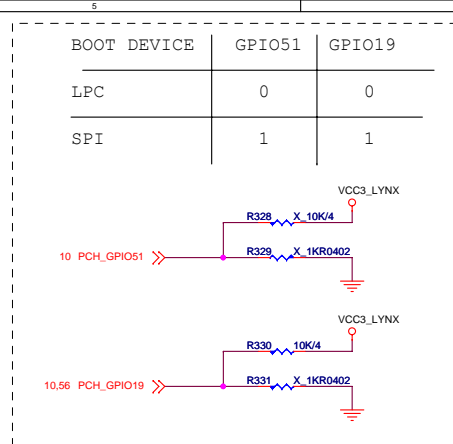 5
BOOT DEVICE GPIO51 GPIO19
LPC 0 0
SPI 1 1
VCC3_LYNX
R328 X_10K/4
10 PCH_GPIO51 R329 X_1KR0402
VCC3_LYNX
R330 10K/4
10,56 PCH_GPIO19 R331 X_1KR0402